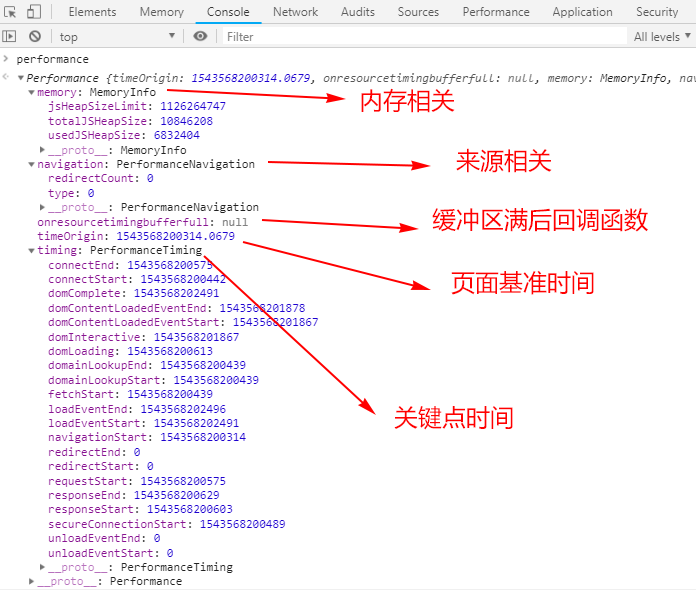 Elements Memory Console Network Audits Sources Performance Application Security
top Filter All levels
performance
Performance {timeOrigin: 1543568200314.0679, onresourcetimingbufferfull: null, memory: MemoryInfo, nav
memory: MemoryInfo 内存相关
jsHeapSizeLimit: 1126264747
totalJSHeapSize: 10846208
usedJSHeapSize: 6832404
__proto__: MemoryInfo
navigation: PerformanceNavigation 来源相关
redirectCount: 0
type: 0
__proto__: PerformanceNavigation
onresourcetimingbufferfull: null 缓冲区满后回调函数
timeOrigin: 1543568200314.0679 页面基准时间
timing: PerformanceTiming 关键点时间
connectEnd: 1543568200575
connectStart: 1543568200442
domComplete: 1543568202491
domContentLoadedEventEnd: 1543568201878
domContentLoadedEventStart: 1543568201867
domInteractive: 1543568201867
domLoading: 1543568200613
domainLookupEnd: 1543568200439
domainLookupStart: 1543568200439
fetchStart: 1543568200439
loadEventEnd: 1543568202496
loadEventStart: 1543568202491
navigationStart: 1543568200314
redirectEnd: 0
redirectStart: 0
requestStart: 1543568200575
responseEnd: 1543568200629
responseStart: 1543568200603
secureConnectionStart: 1543568200489
unloadEventEnd: 0
unloadEventStart: 0
__proto__: PerformanceTiming
__proto__: Performance